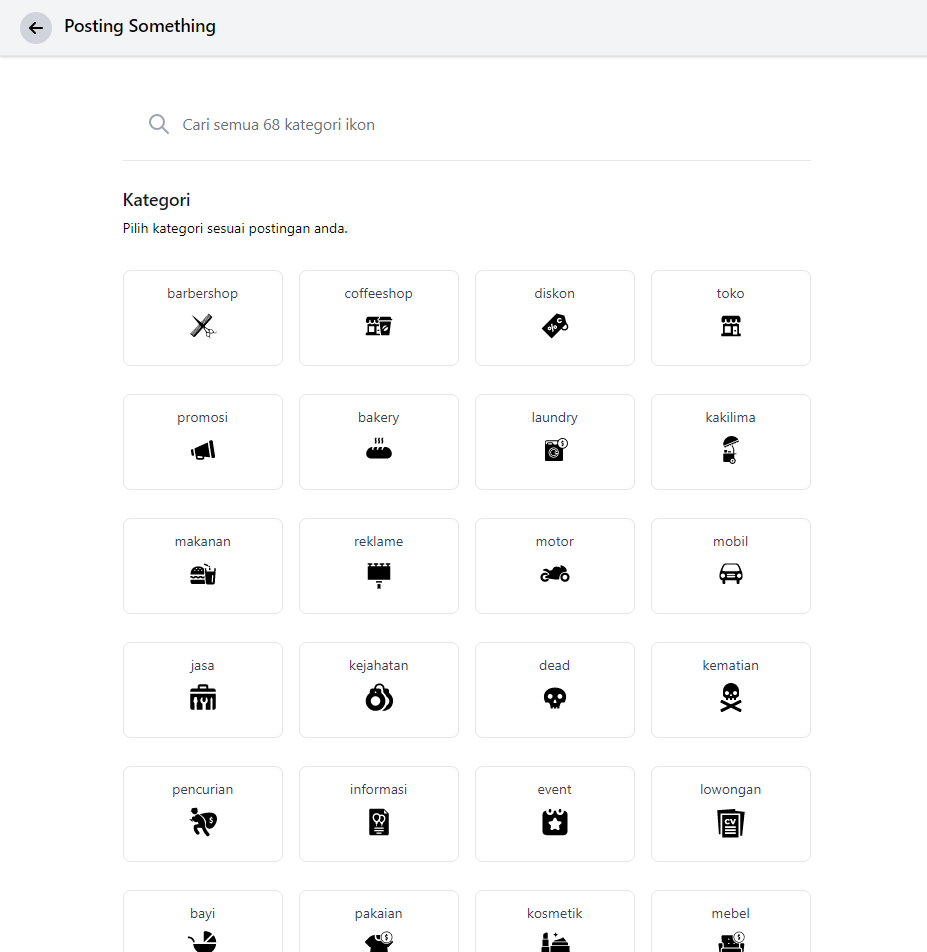 Posting Something
Cari semua 68 kategori ikon
Kategori
Pilih kategori sesuai postingan anda.
barbershop coffeeshop diskon toko
promosi bakery laundry kakilima
makanan reklame motor mobil
jasa kejahatan dead kematian
pencurian informasi event lowongan
CV
bayi pakaian kosmetik mebel